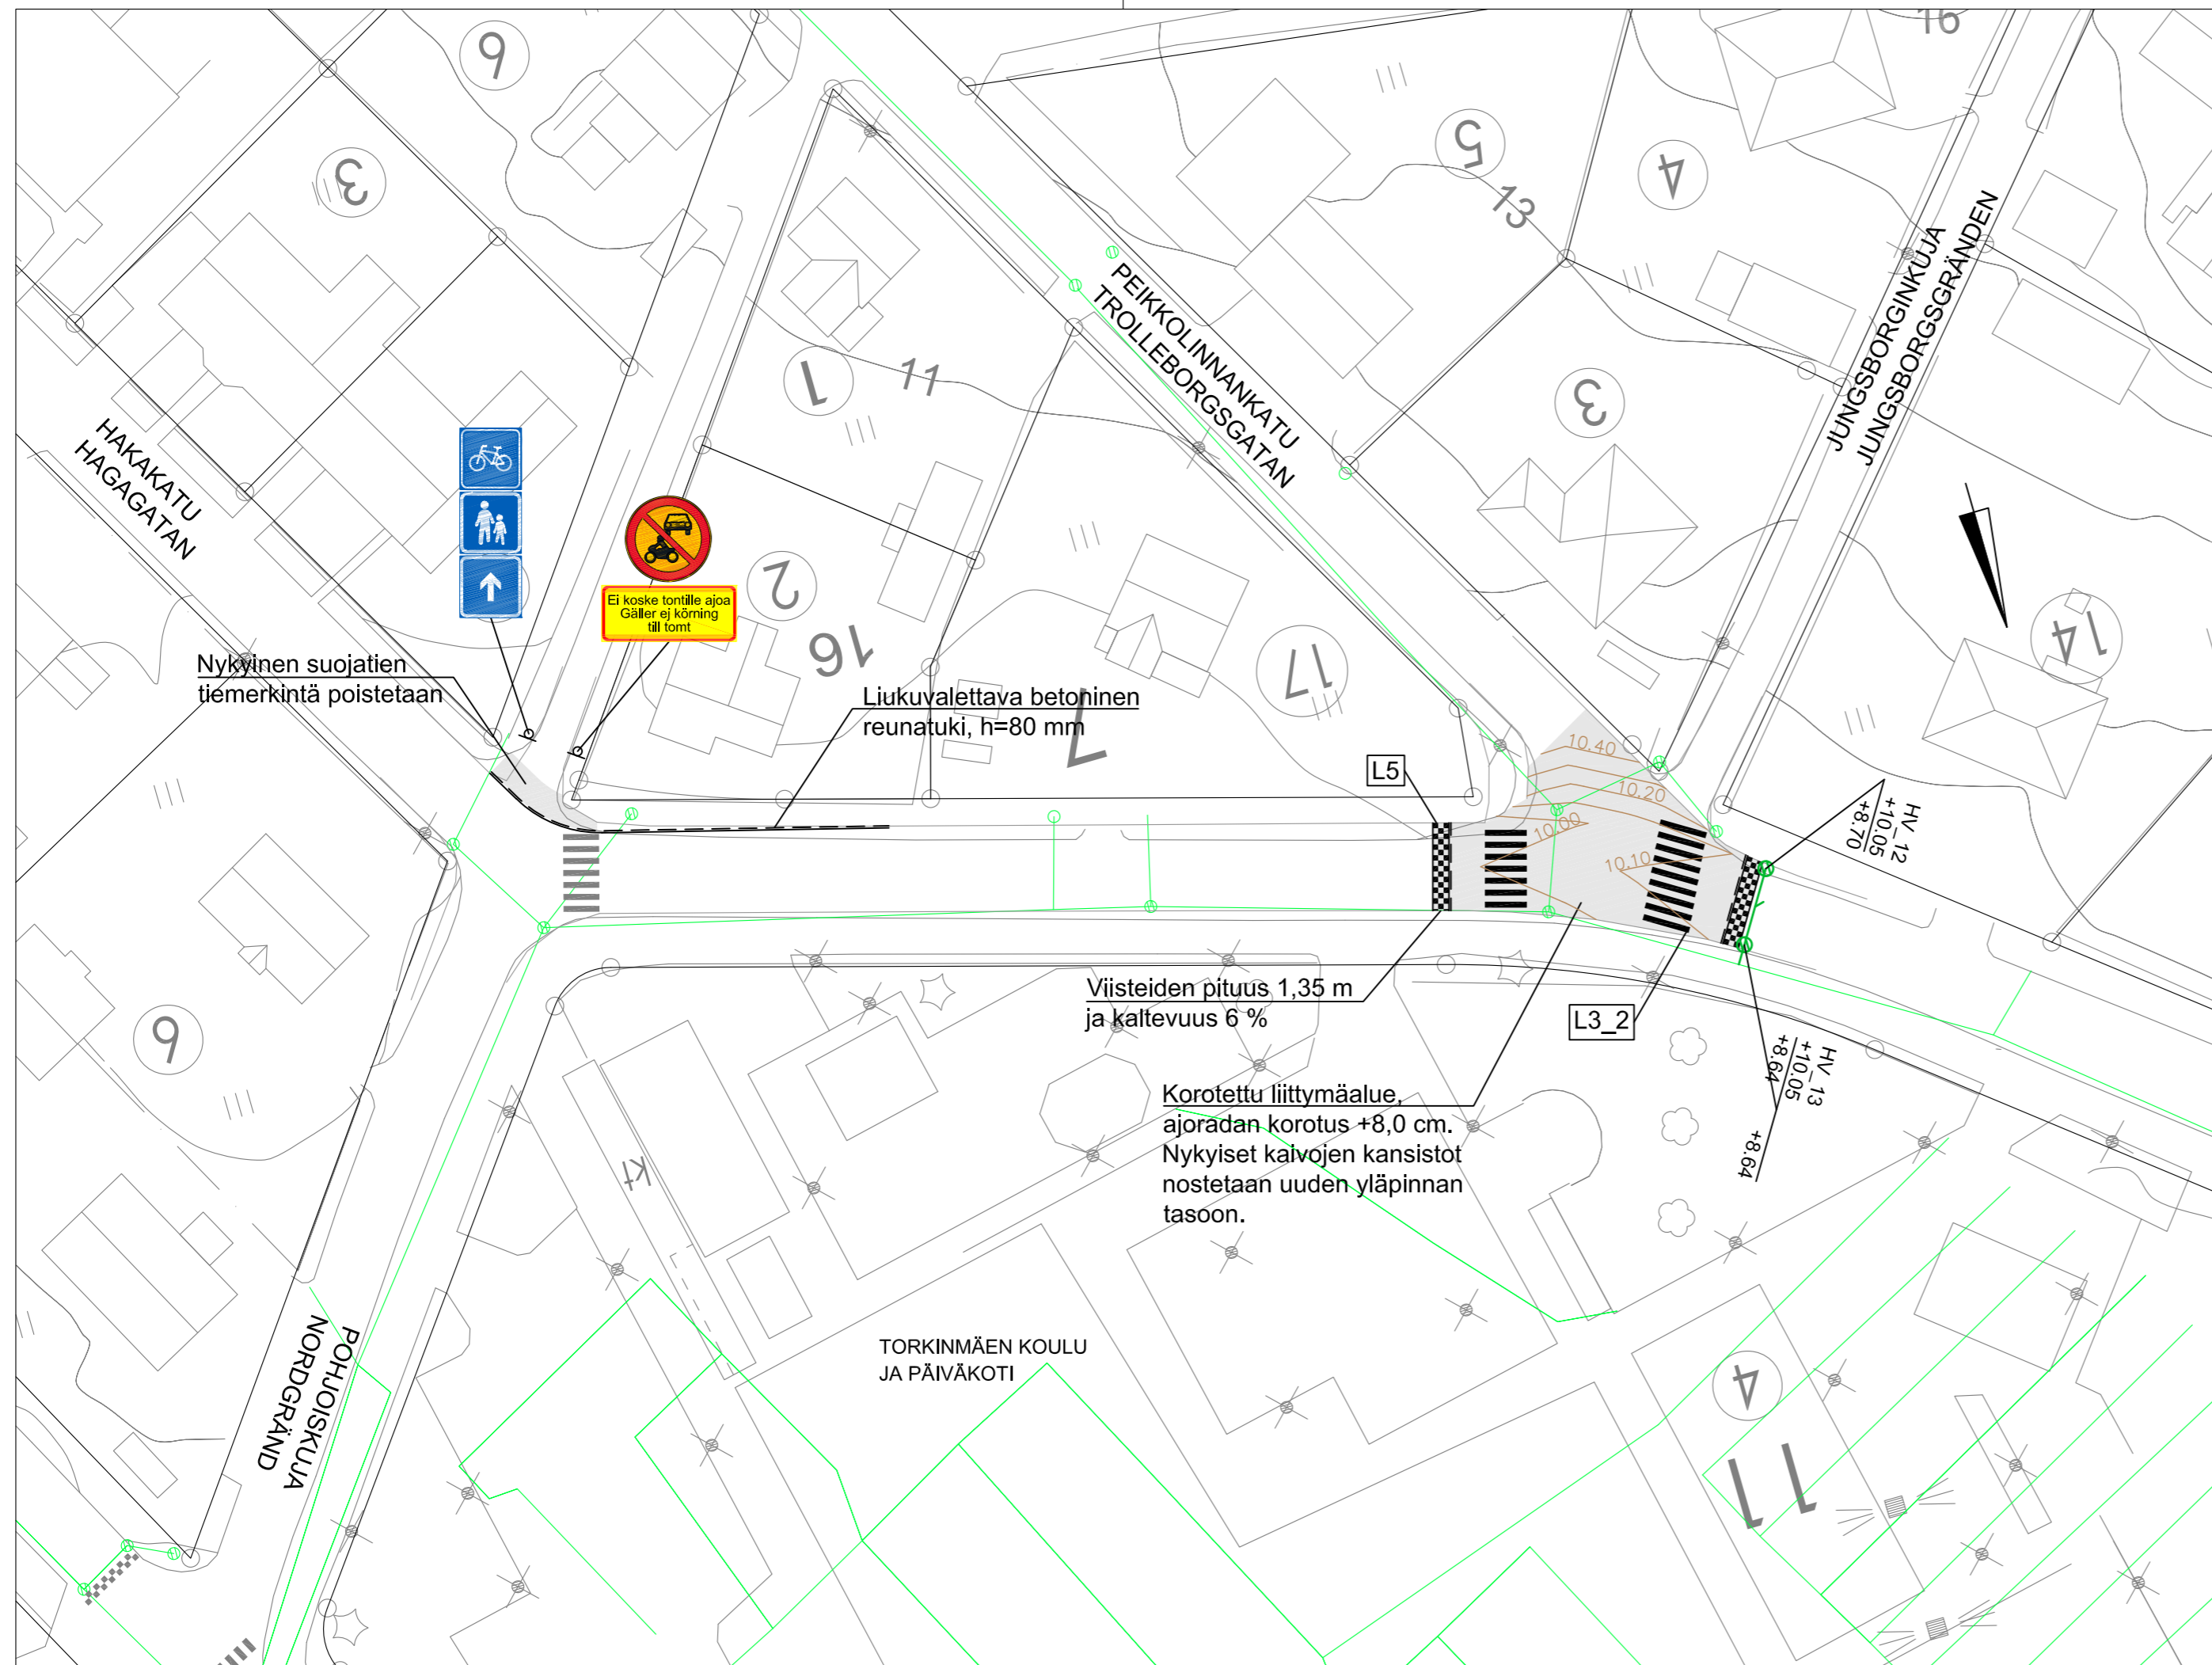 16
6
3
5
4
13
PEIKKOLINNANKATU
TROLLEBORGSGATAN
JUNGSBORGINKUJA
JUNGSBORGSGRÄNDEN
1
11
3
HAKAKATU
HAGAGATAN
Ei koske tontille ajoa
Gäller ej körning
till tomt
2
16
17
14
7
Nykyinen suojatien
tiemerkintä poistetaan
Liukuvalettava betoninen
reunatuki, h=80 mm
L5
10.40
10.20
10.00
10.10
HV_12
+10.05
+8.70
Viisteiden pituus 1,35 m
ja kaltevuus 6 %
L3_2
HV_13
+10.05
+8.64
+8.64
6
Korotettu liittymäalue,
ajoradan korotus +8,0 cm.
Nykyiset kaivojen kansistot
nostetaan uuden yläpinnan
tasoon.
kt
POHJOISKUJA
NORDGRÄND
TORKINMÄEN KOULU
JA PÄIVÄKOTI
4
11